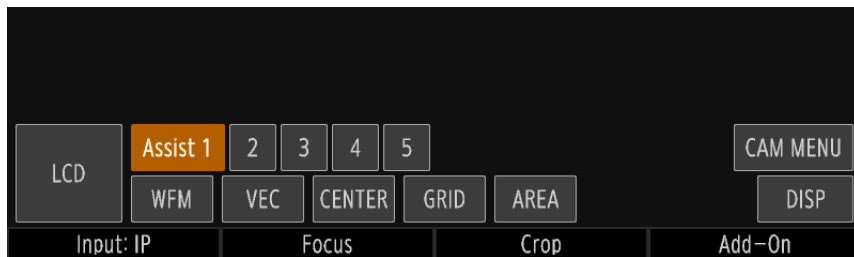 LCD
Assist 1 2 3 4 5 CAM MENU
WFM VEC CENTER GRID AREA DISP
Input: IP Focus Crop Add-On